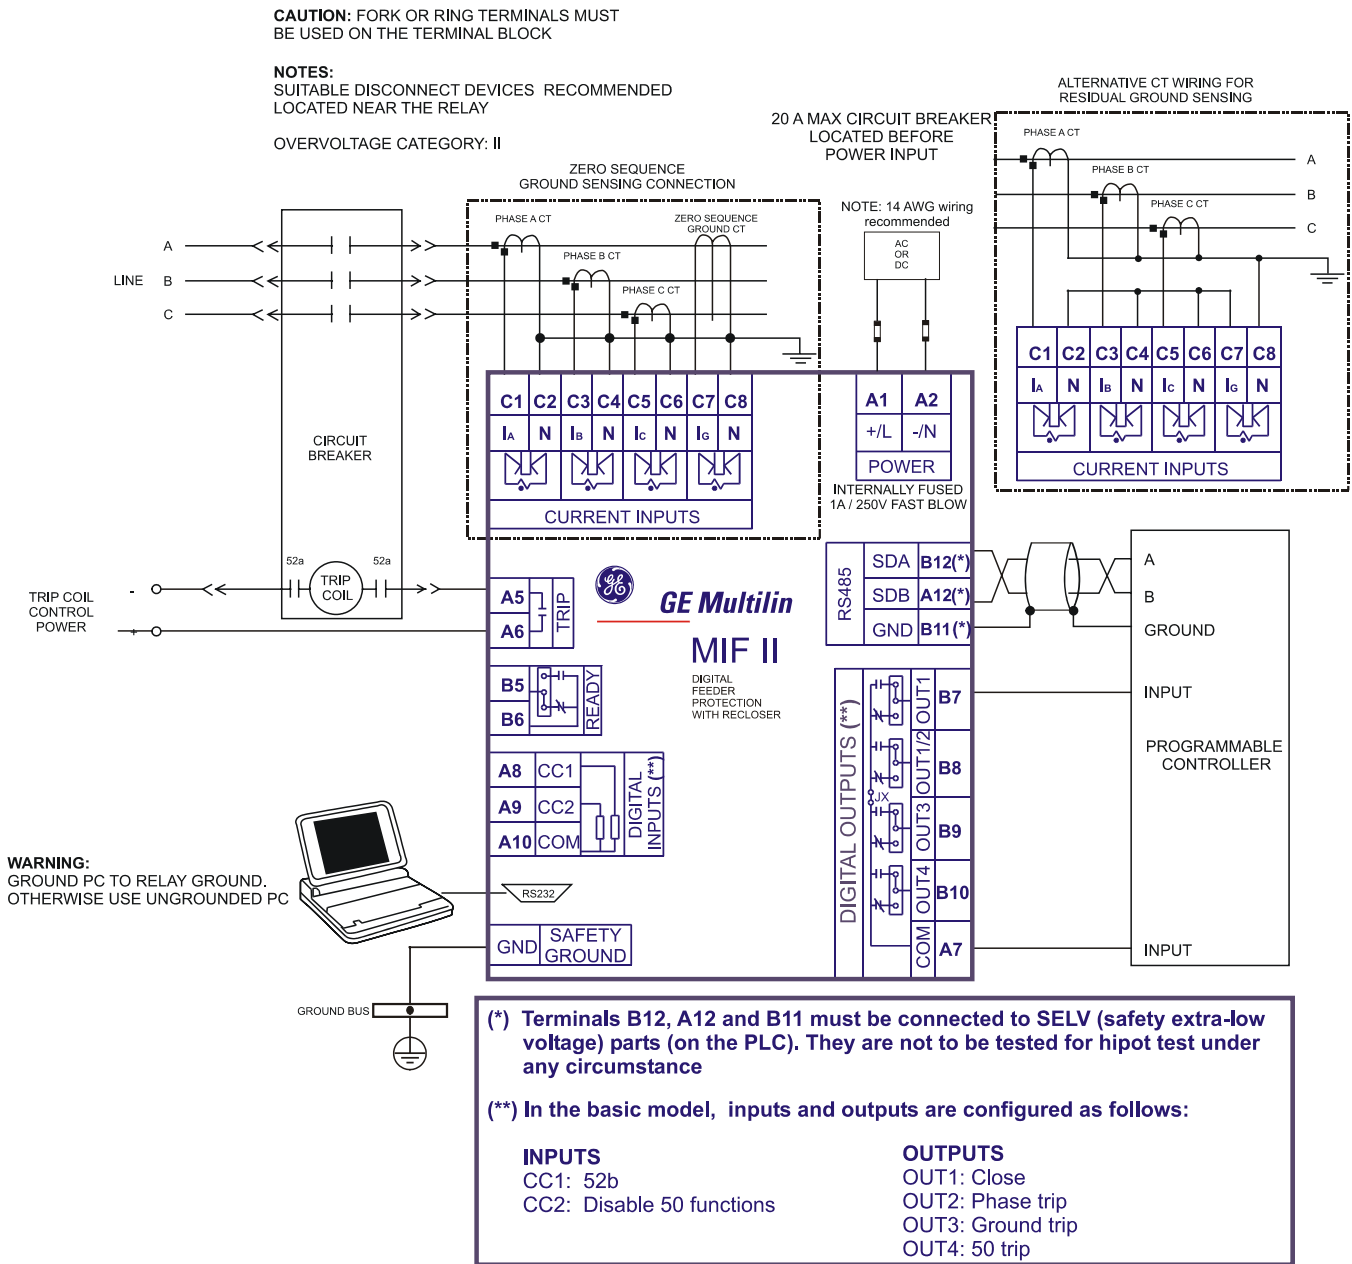 CAUTION: FORK OR RING TERMINALS MUST
BE USED ON THE TERMINAL BLOCK
NOTES:
SUITABLE DISCONNECT DEVICES RECOMMENDED
LOCATED NEAR THE RELAY
OVERVOLTAGE CATEGORY: II
ZERO SEQUENCE
GROUND SENSING CONNECTION
20 A MAX CIRCUIT BREAKER
LOCATED BEFORE
POWER INPUT
ALTERNATIVE CT WIRING FOR
RESIDUAL GROUND SENSING
PHASE A CT
PHASE B CT
PHASE C CT
A
B
C
C1 C2 C3 C4 C5 C6 C7 C8
IA N IB N IC N IG N
CURRENT INPUTS
NOTE: 14 AWG wiring
recommended
AC
OR
DC
A1 A2
+/L -/N
POWER
INTERNALLY FUSED
1A / 250V FAST BLOW
PHASE A CT
ZERO SEQUENCE
GROUND CT
PHASE B CT
PHASE C CT
A
LINE B
C
CIRCUIT
BREAKER
C1 C2 C3 C4 C5 C6 C7 C8
IA N IB N IC N IG N
CURRENT INPUTS
52a
TRIP
COIL
52a
TRIP COIL
CONTROL
POWER
-
+
A5
A6
TRIP
B5
B6
READY
A8 CC1
A9 CC2
A10 COM
DIGITAL
INPUTS (**)
RS232
GND SAFETY
GROUND
GE
GE Multilin
MIF II
DIGITAL
FEEDER
PROTECTION
WITH RECLOSER
RS485
SDA B12(*)
SDB A12(*)
GND B11(*)
DIGITAL OUTPUTS (**)
JX
OUT1 B7
OUT1/2 B8
OUT3 B9
OUT4 B10
COM A7
A
B
GROUND
INPUT
PROGRAMMABLE
CONTROLLER
INPUT
WARNING:
GROUND PC TO RELAY GROUND.
OTHERWISE USE UNGROUNDED PC
GROUND BUS
(*) Terminals B12, A12 and B11 must be connected to SELV (safety extra-low
voltage) parts (on the PLC). They are not to be tested for hipot test under
any circumstance
(**) In the basic model, inputs and outputs are configured as follows:
INPUTS
CC1: 52b
CC2: Disable 50 functions
OUTPUTS
OUT1: Close
OUT2: Phase trip
OUT3: Ground trip
OUT4: 50 trip